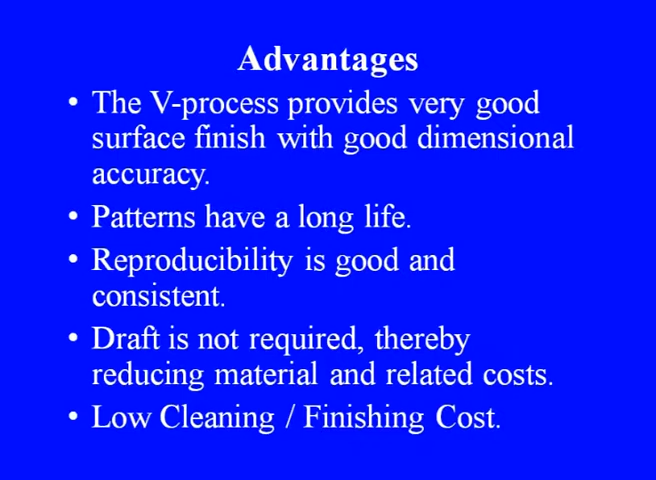 Advantages
• The V-process provides very good
surface finish with good dimensional
accuracy.
• Patterns have a long life.
• Reproducibility is good and
consistent.
• Draft is not required, thereby
reducing material and related costs.
• Low Cleaning / Finishing Cost.